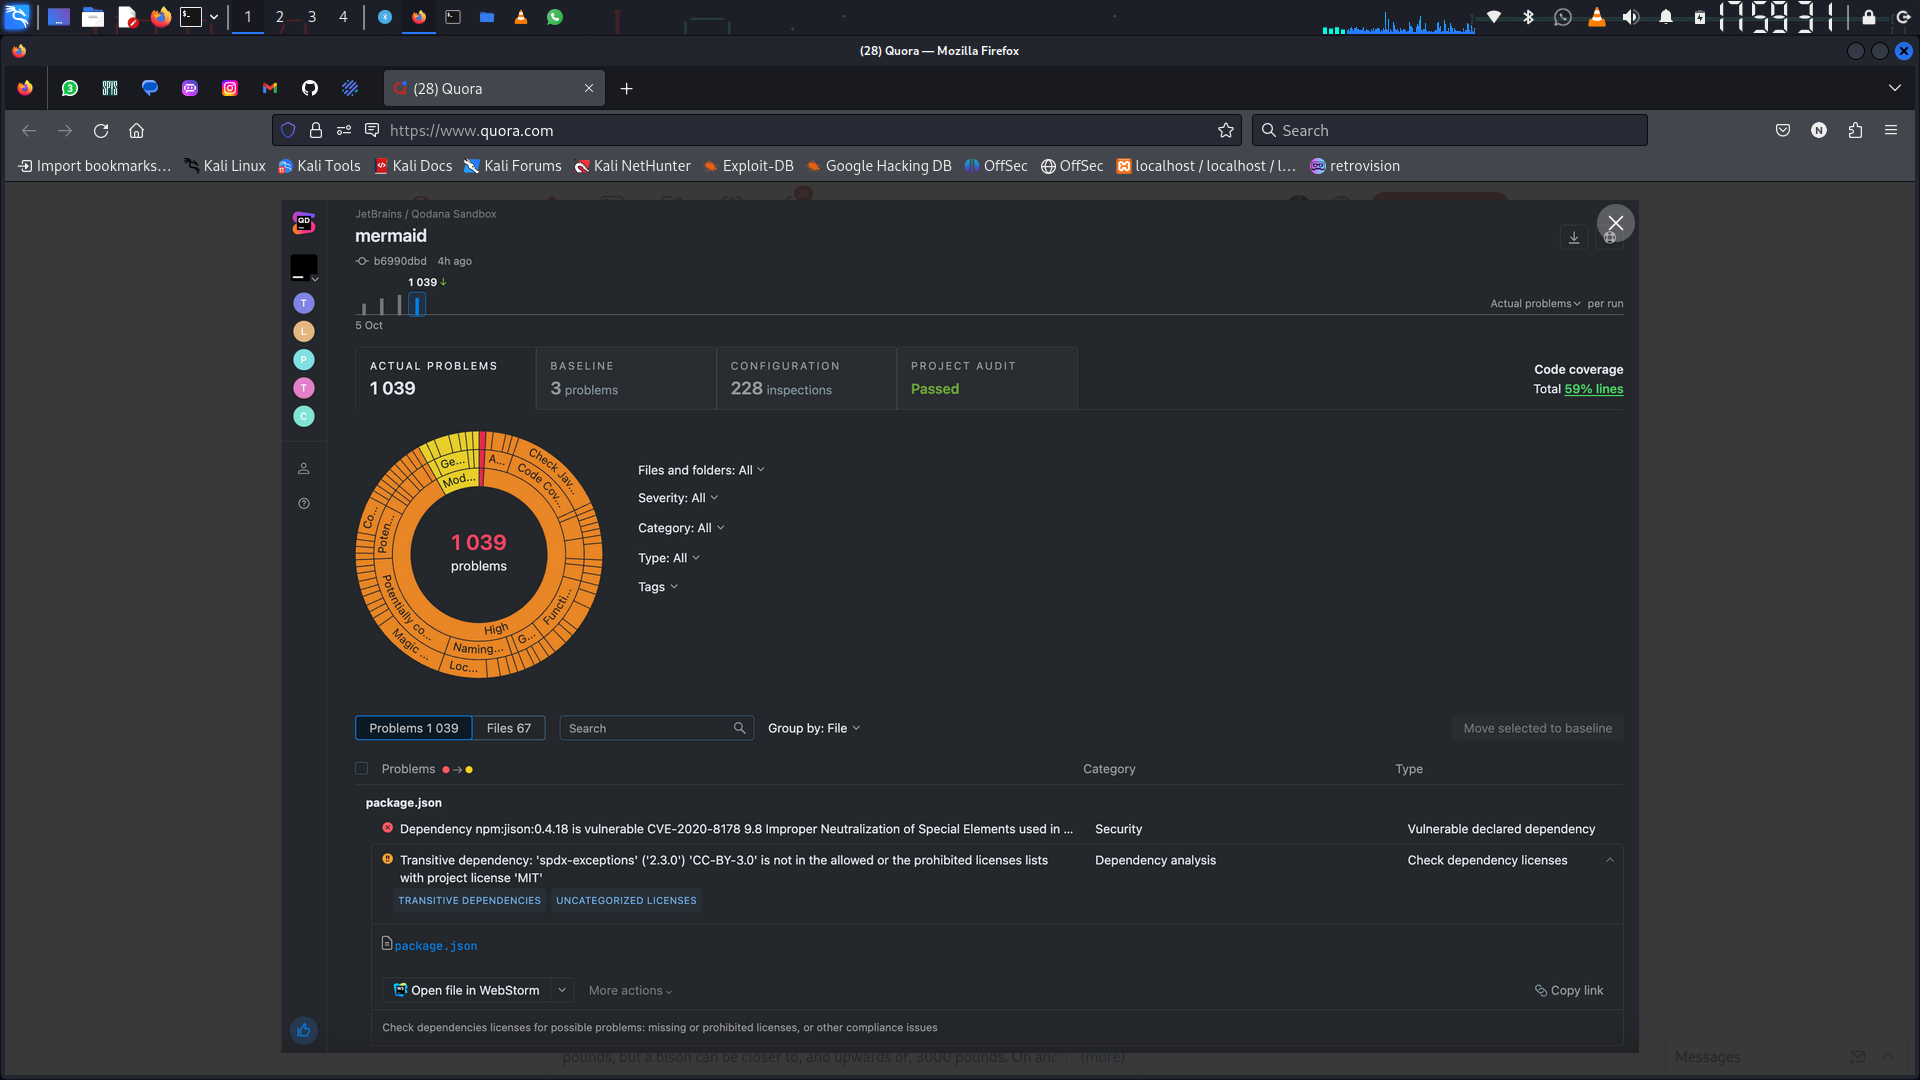 1
2
3
4
17 59 31
(28) Quora — Mozilla Firefox
3
(28) Quora
https://www.quora.com
Search
N
Import bookmarks...
Kali Linux
Kali Tools
Kali Docs
Kali Forums
Kali NetHunter
Exploit-DB
Google Hacking DB
OffSec
OffSec
localhost / localhost / l...
retrovision
28
QD
JetBrains / Qodana Sandbox
mermaid
b6990dbd 4h ago
1 039 ↓
Actual problems per run
5 Oct
T
L
P
T
C
ACTUAL PROBLEMS
1 039
BASELINE
3 problems
CONFIGURATION
228 inspections
PROJECT AUDIT
Passed
Code coverage
Total 59% lines
Ge...
Mod...
A...
Check Jav...
Code Cov...
Co...
Poten...
Potentially co...
Magic ...
High
Naming...
Loc...
G...
Functi...
1 039
problems
Files and folders: All
Severity: All
Category: All
Type: All
Tags
Problems 1 039
Files 67
Search
Group by: File
Move selected to baseline
Problems
Category
Type
package.json
Dependency npm:jison:0.4.18 is vulnerable CVE-2020-8178 9.8 Improper Neutralization of Special Elements used in ...
Security
Vulnerable declared dependency
Transitive dependency: 'spdx-exceptions' ('2.3.0') 'CC-BY-3.0' is not in the allowed or the prohibited licenses lists
with project license 'MIT'
Dependency analysis
Check dependency licenses
TRANSITIVE DEPENDENCIES
UNCATEGORIZED LICENSES
package.json
WS
Open file in WebStorm
More actions
Copy link
Check dependencies licenses for possible problems: missing or prohibited licenses, or other compliance issues
pounds, but a bison can be closer to, and upwards of, 3000 pounds. On ano (more)
Messages